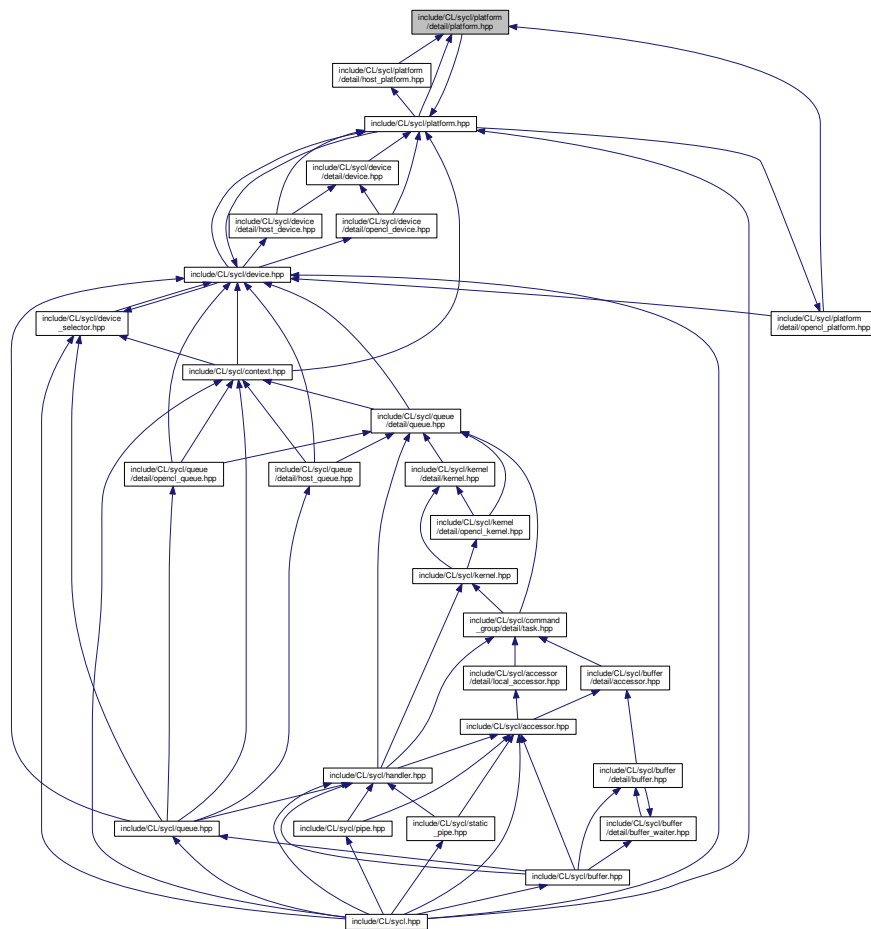 include/CL/sycl/platform
/detail/platform.hpp
include/CL/sycl/platform
/detail/host_platform.hpp
include/CL/sycl/platform.hpp
include/CL/sycl/device
/detail/device.hpp
include/CL/sycl/device
/detail/host_device.hpp
include/CL/sycl/device
/detail/opencl_device.hpp
include/CL/sycl/device.hpp
include/CL/sycl/device
_selector.hpp
include/CL/sycl/platform
/detail/opencl_platform.hpp
include/CL/sycl/context.hpp
include/CL/sycl/queue
/detail/queue.hpp
include/CL/sycl/queue
/detail/opencl_queue.hpp
include/CL/sycl/queue
/detail/host_queue.hpp
include/CL/sycl/kernel
/detail/kernel.hpp
include/CL/sycl/kernel
/detail/opencl_kernel.hpp
include/CL/sycl/kernel.hpp
include/CL/sycl/command
_group/detail/task.hpp
include/CL/sycl/accessor
/detail/local_accessor.hpp
include/CL/sycl/buffer
/detail/accessor.hpp
include/CL/sycl/accessor.hpp
include/CL/sycl/handler.hpp
include/CL/sycl/buffer
/detail/buffer.hpp
include/CL/sycl/queue.hpp
include/CL/sycl/pipe.hpp
include/CL/sycl/static
_pipe.hpp
include/CL/sycl/buffer
/detail/buffer_waiter.hpp
include/CL/sycl/buffer.hpp
include/CL/sycl.hpp